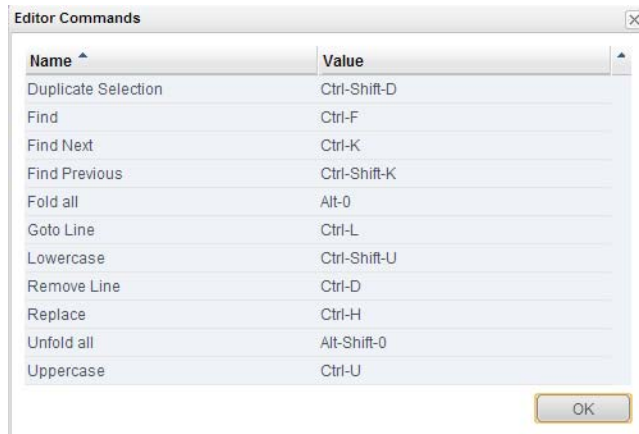 Editor Commands
Name Value
Duplicate Selection Ctrl-Shift-D
Find Ctrl-F
Find Next Ctrl-K
Find Previous Ctrl-Shift-K
Fold all Alt-0
Goto Line Ctrl-L
Lowercase Ctrl-Shift-U
Remove Line Ctrl-D
Replace Ctrl-H
Unfold all Alt-Shift-0
Uppercase Ctrl-U
OK